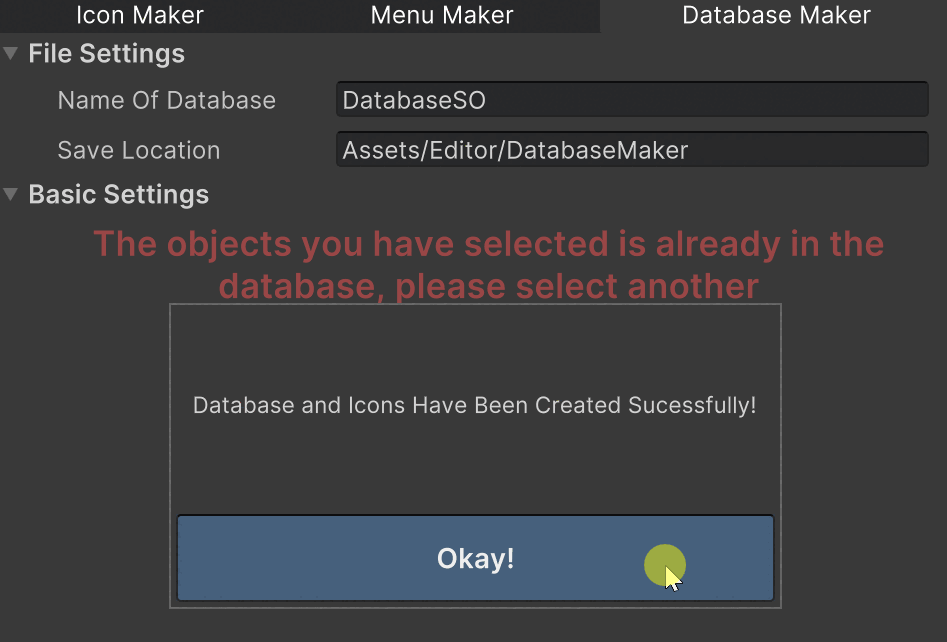 Icon Maker Menu Maker Database Maker
File Settings
Name Of Database DatabaseSO
Save Location Assets/Editor/DatabaseMaker
Basic Settings
The objects you have selected is already in the
database, please select another
Database and Icons Have Been Created Sucessfully!
Okay!